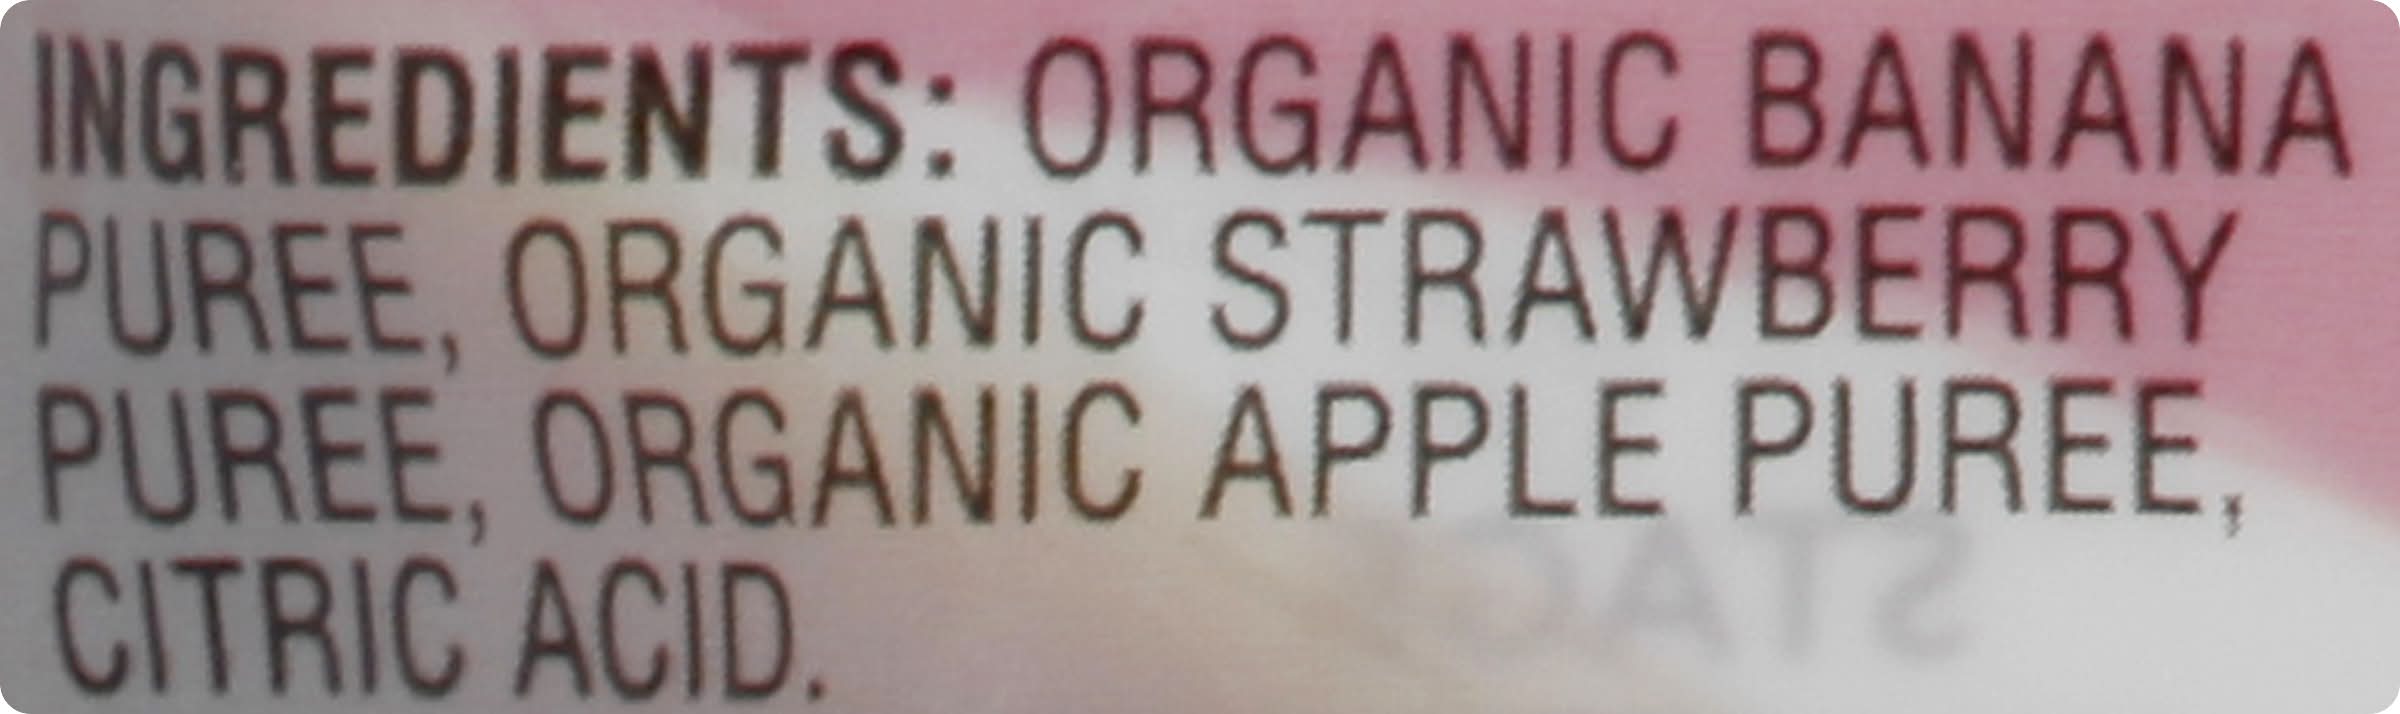 INGREDIENTS: ORGANIC BANANA
PUREE, ORGANIC STRAWBERRY
PUREE, ORGANIC APPLE PUREE,
CITRIC ACID.